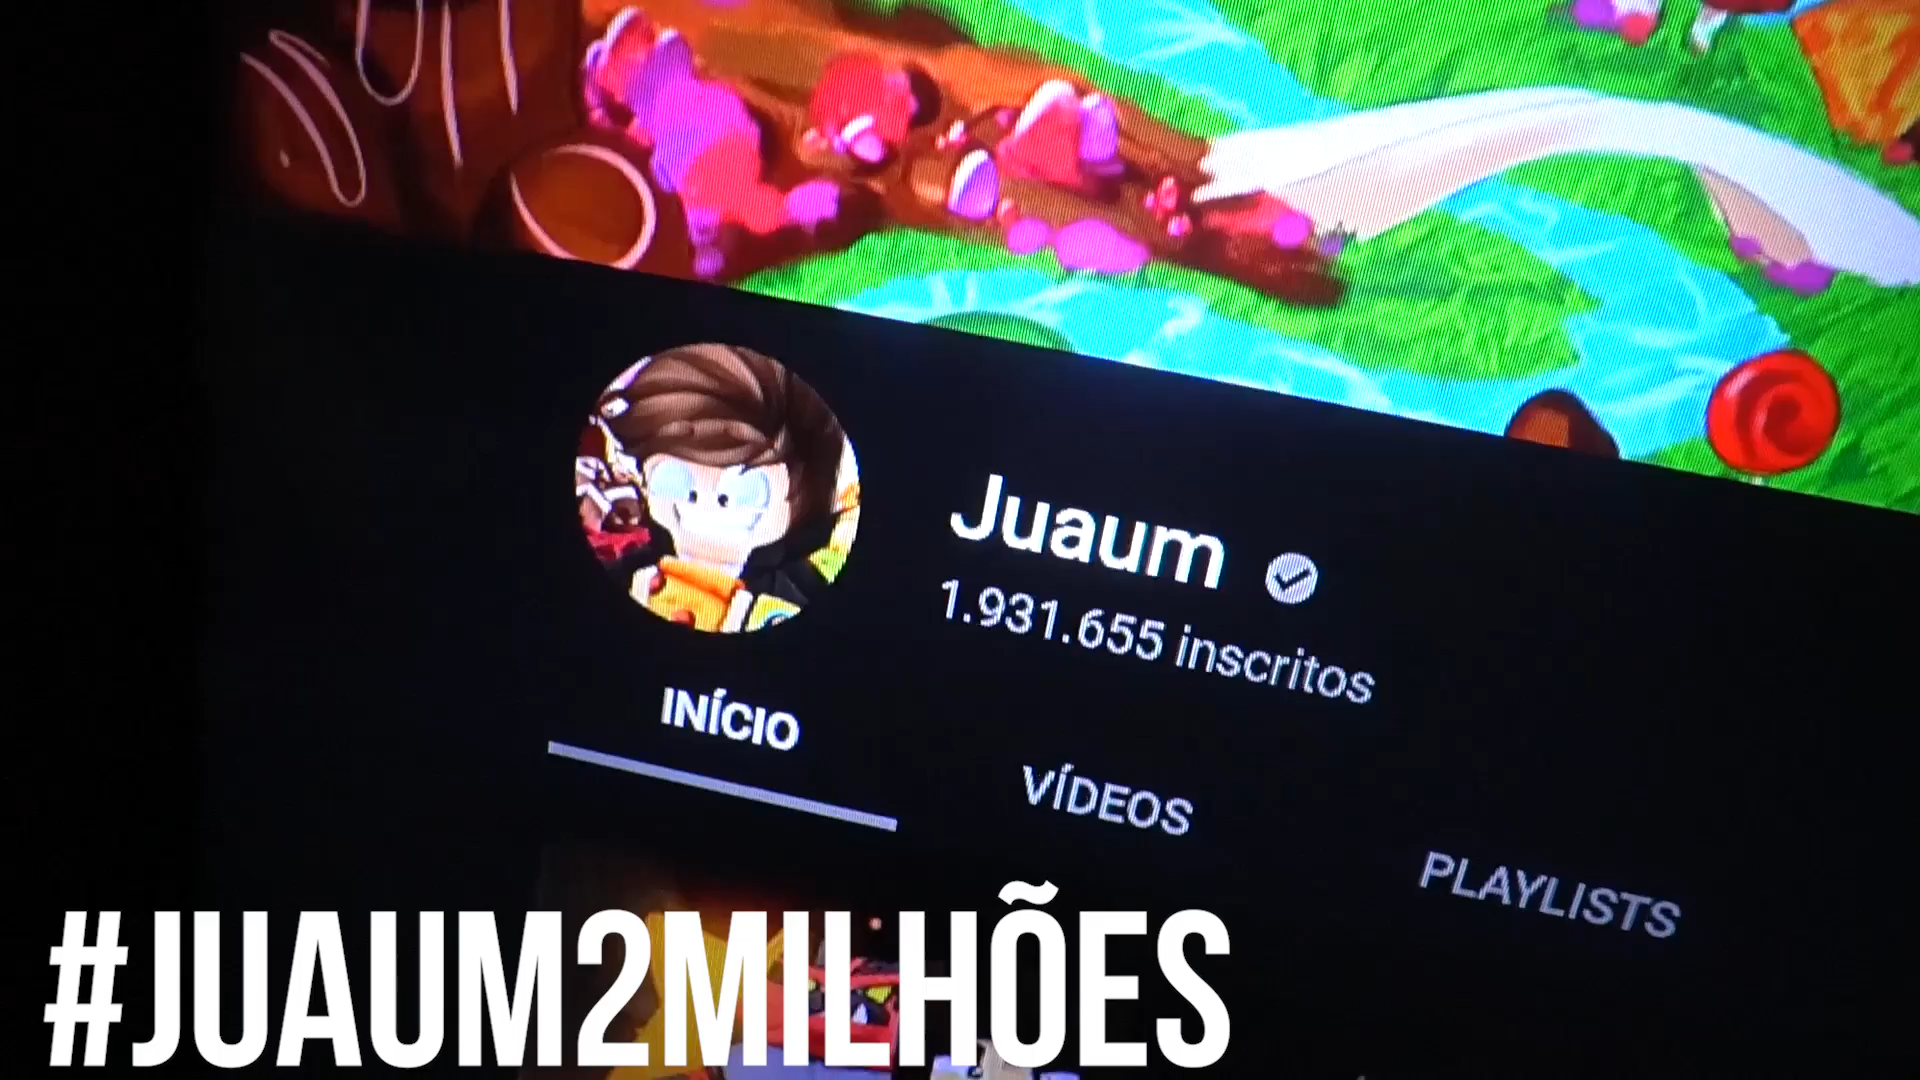 Juaum
1.931.655 inscritos
INÍCIO
VÍDEOS
PLAYLISTS
#JUAUM2MILHÕES